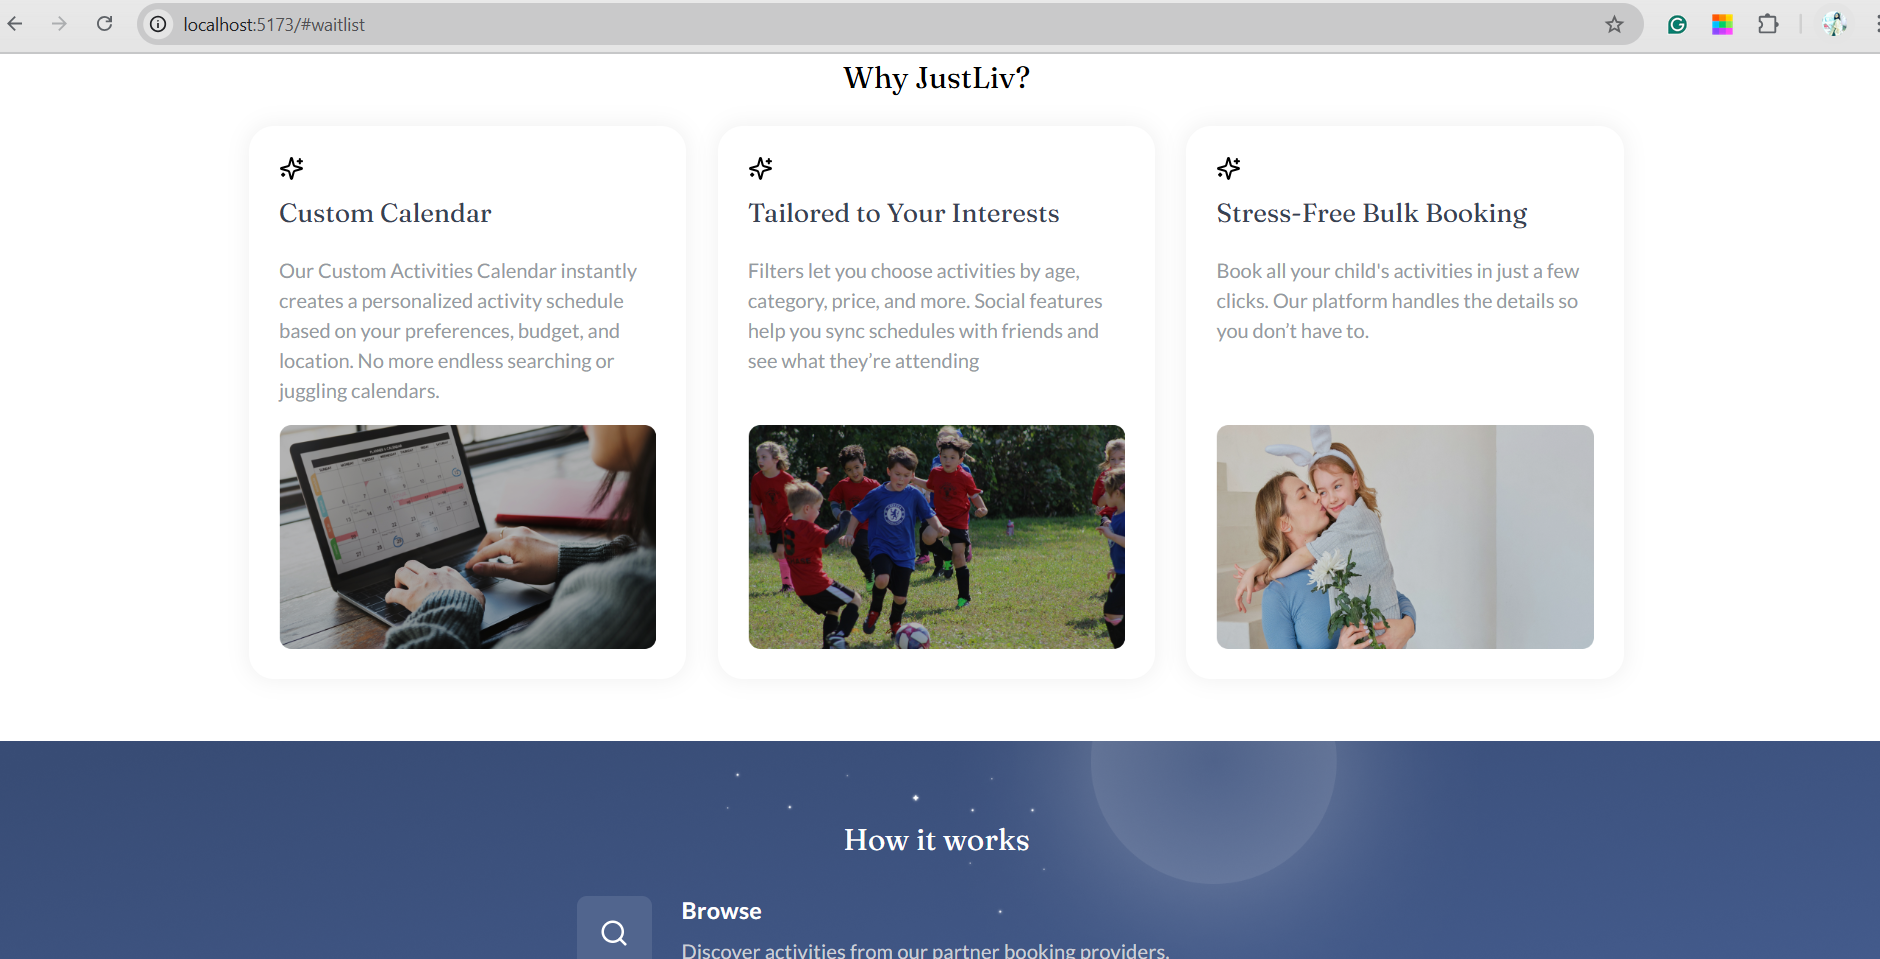 localhost:5173/#waitlist
Why JustLiv?
Custom Calendar
Our Custom Activities Calendar instantly
creates a personalized activity schedule
based on your preferences, budget, and
location. No more endless searching or
juggling calendars.
Tailored to Your Interests
Filters let you choose activities by age,
category, price, and more. Social features
help you sync schedules with friends and
see what they’re attending
Stress-Free Bulk Booking
Book all your child's activities in just a few
clicks. Our platform handles the details so
you don’t have to.
How it works
Browse
Discover activities from our partner booking providers.